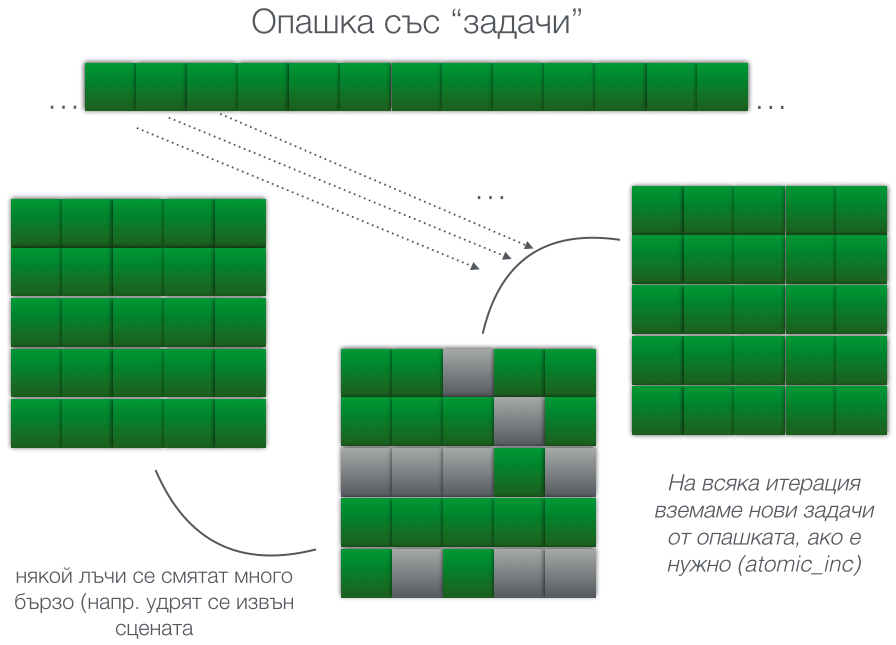 Опашка със “задачи”
... ...
...
На всяка итерация
вземаме нови задачи
от опашката, ако е
нужно (atomic_inc)
някой лъчи се смятат много
бързо (напр. удрят се извън
сцената